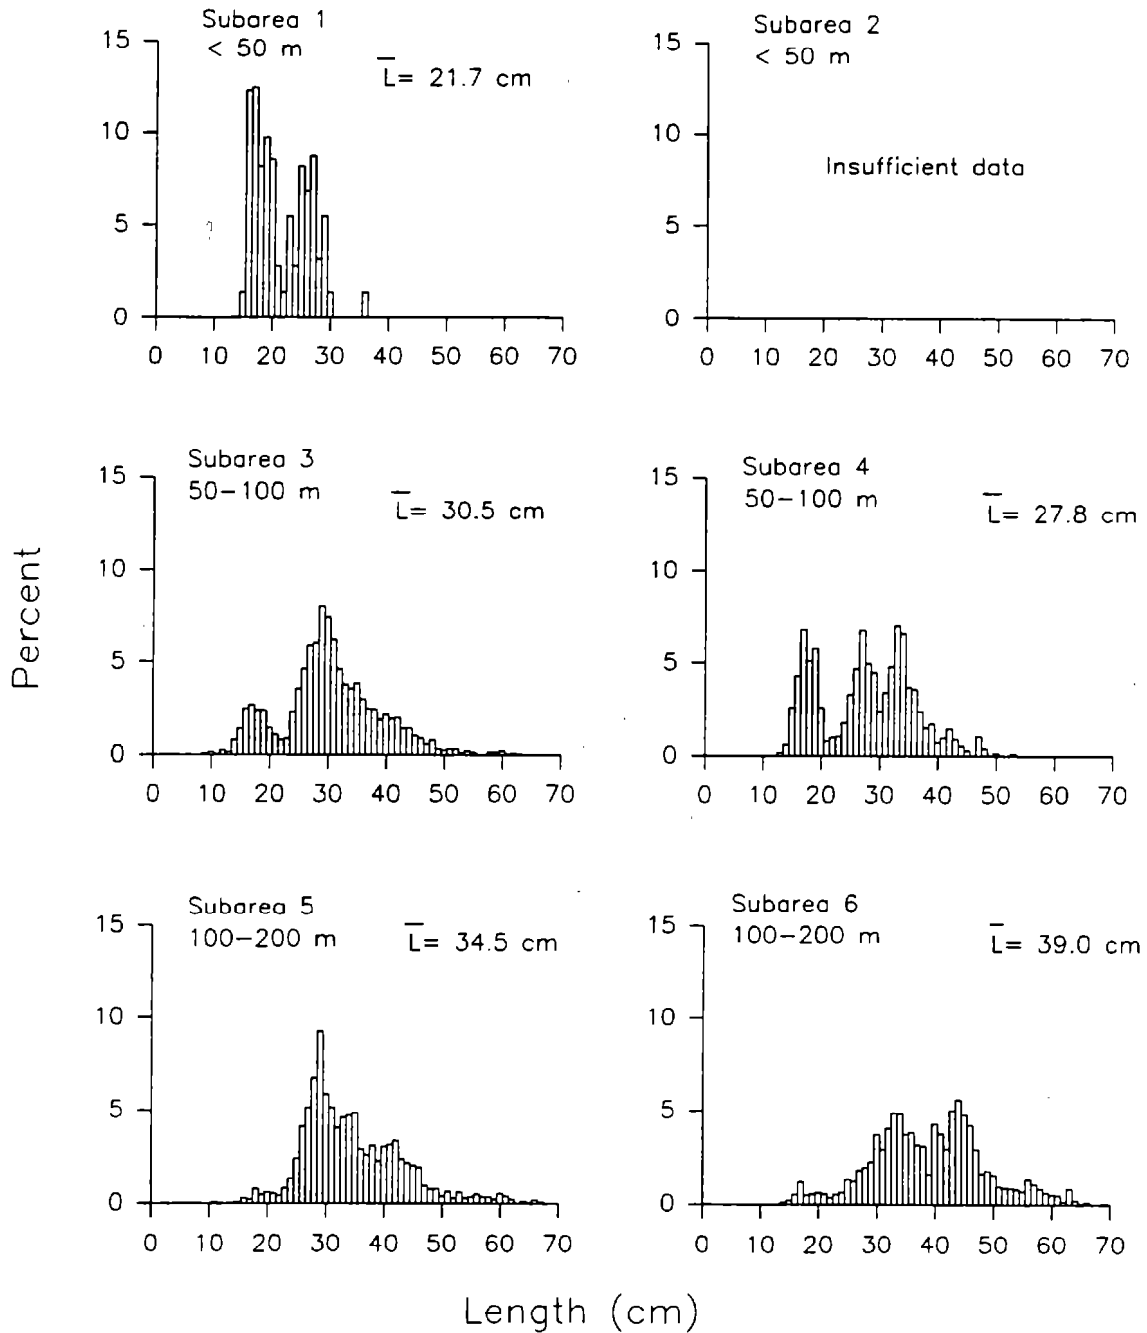 Subarea 1
< 50 m
L= 21.7 cm
15
10
5
0
0 10 20 30 40 50 60 70
Subarea 2
< 50 m
Insufficient data
15
10
5
0
0 10 20 30 40 50 60 70
Subarea 3
50-100 m
L= 30.5 cm
15
10
5
0
0 10 20 30 40 50 60 70
Subarea 4
50-100 m
L= 27.8 cm
15
10
5
0
0 10 20 30 40 50 60 70
Percent
Subarea 5
100-200 m
L= 34.5 cm
15
10
5
0
0 10 20 30 40 50 60 70
Subarea 6
100-200 m
L= 39.0 cm
15
10
5
0
0 10 20 30 40 50 60 70
Length (cm)